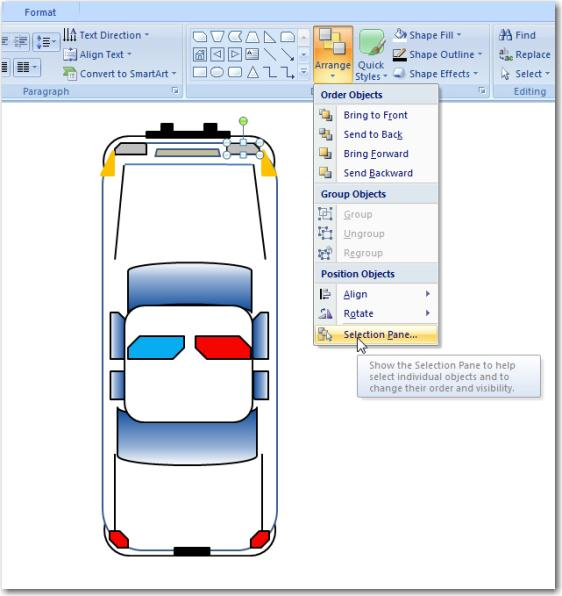 Format
Text Direction
Align Text
Convert to SmartArt
Paragraph
Arrange
Quick
Styles
Shape Fill
Shape Outline
Shape Effects
Find
Replace
Select
Editing
Order Objects
Bring to Front
Send to Back
Bring Forward
Send Backward
Group Objects
Group
Ungroup
Regroup
Position Objects
Align
Rotate
Selection Pane...
Show the Selection Pane to help
select individual objects and to
change their order and visibility.